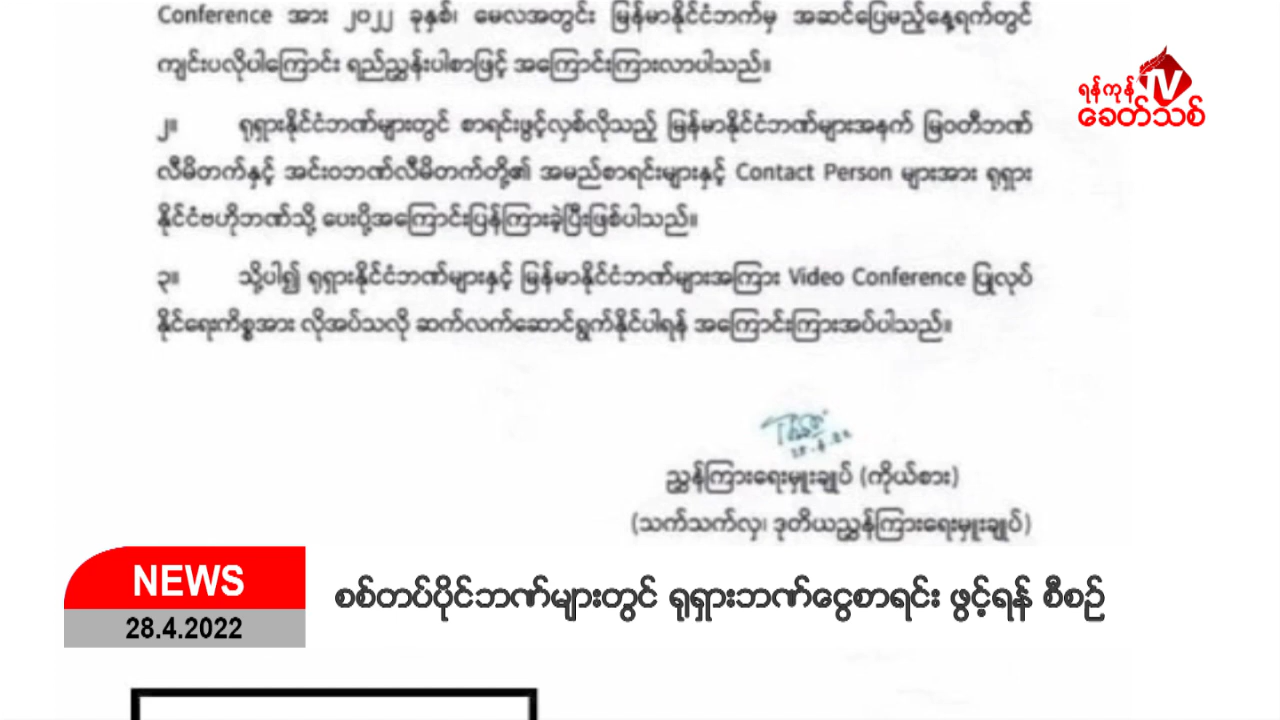 Conference အား ၂၀၂၂ ခုနှစ်၊ မေလအတွင်း မြန်မာနိုင်ငံဘက်မှ အဆင်ပြေမည့်နေ့ရက်တွင်
ကျင်းပလိုပါကြောင်း ရည်ညွှန်းပါစာဖြင့် အကြောင်းကြားလာပါသည်။
ရန်ကုန် TV
ခေတ်သစ်
၂။ ရုရှားနိုင်ငံဘဏ်များတွင် စာရင်းဖွင့်လှစ်လိုသည့် မြန်မာနိုင်ငံဘဏ်များအနက် မြဝတီဘဏ်
လီမိတက်နှင့် အင်းဝဘဏ်လီမိတက်တို့၏ အမည်စာရင်းများနှင့် Contact Person များအား ရုရှား
နိုင်ငံဗဟိုဘဏ်သို့ ပေးပို့အကြောင်းပြန်ကြားခဲ့ပြီးဖြစ်ပါသည်။
၃။ သို့ပါ၍ ရုရှားနိုင်ငံဘဏ်များနှင့် မြန်မာနိုင်ငံဘဏ်များအကြား Video Conference ပြုလုပ်
နိုင်ရေးကိစ္စအား လိုအပ်သလို ဆက်လက်ဆောင်ရွက်နိုင်ပါရန် အကြောင်းကြားအပ်ပါသည်။
ညွှန်ကြားရေးမှူးချုပ် (ကိုယ်စား)
(သက်သက်လှ၊ ဒုတိယညွှန်ကြားရေးမှူးချုပ်)
NEWS
28.4.2022
စစ်တပ်ပိုင်ဘဏ်များတွင် ရုရှားဘဏ်ငွေစာရင်း ဖွင့်ရန် စီစဉ်